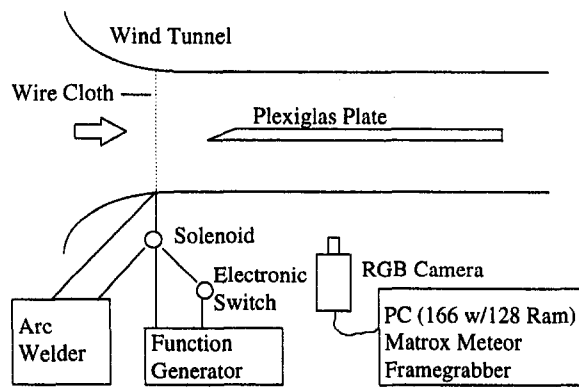 Wind Tunnel
Wire Cloth
Plexiglas Plate
Solenoid
Electronic
Switch
RGB Camera
Arc
Welder
Function
Generator
PC (166 w/128 Ram)
Matrox Meteor
Framegrabber